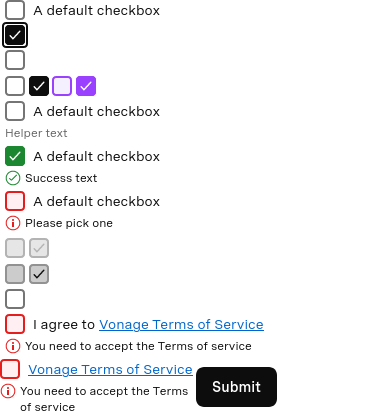 A default checkbox
A default checkbox
Helper text
A default checkbox
Success text
A default checkbox
Please pick one
I agree to Vonage Terms of Service
You need to accept the Terms of service
Vonage Terms of Service
You need to accept the Terms
of service
Submit